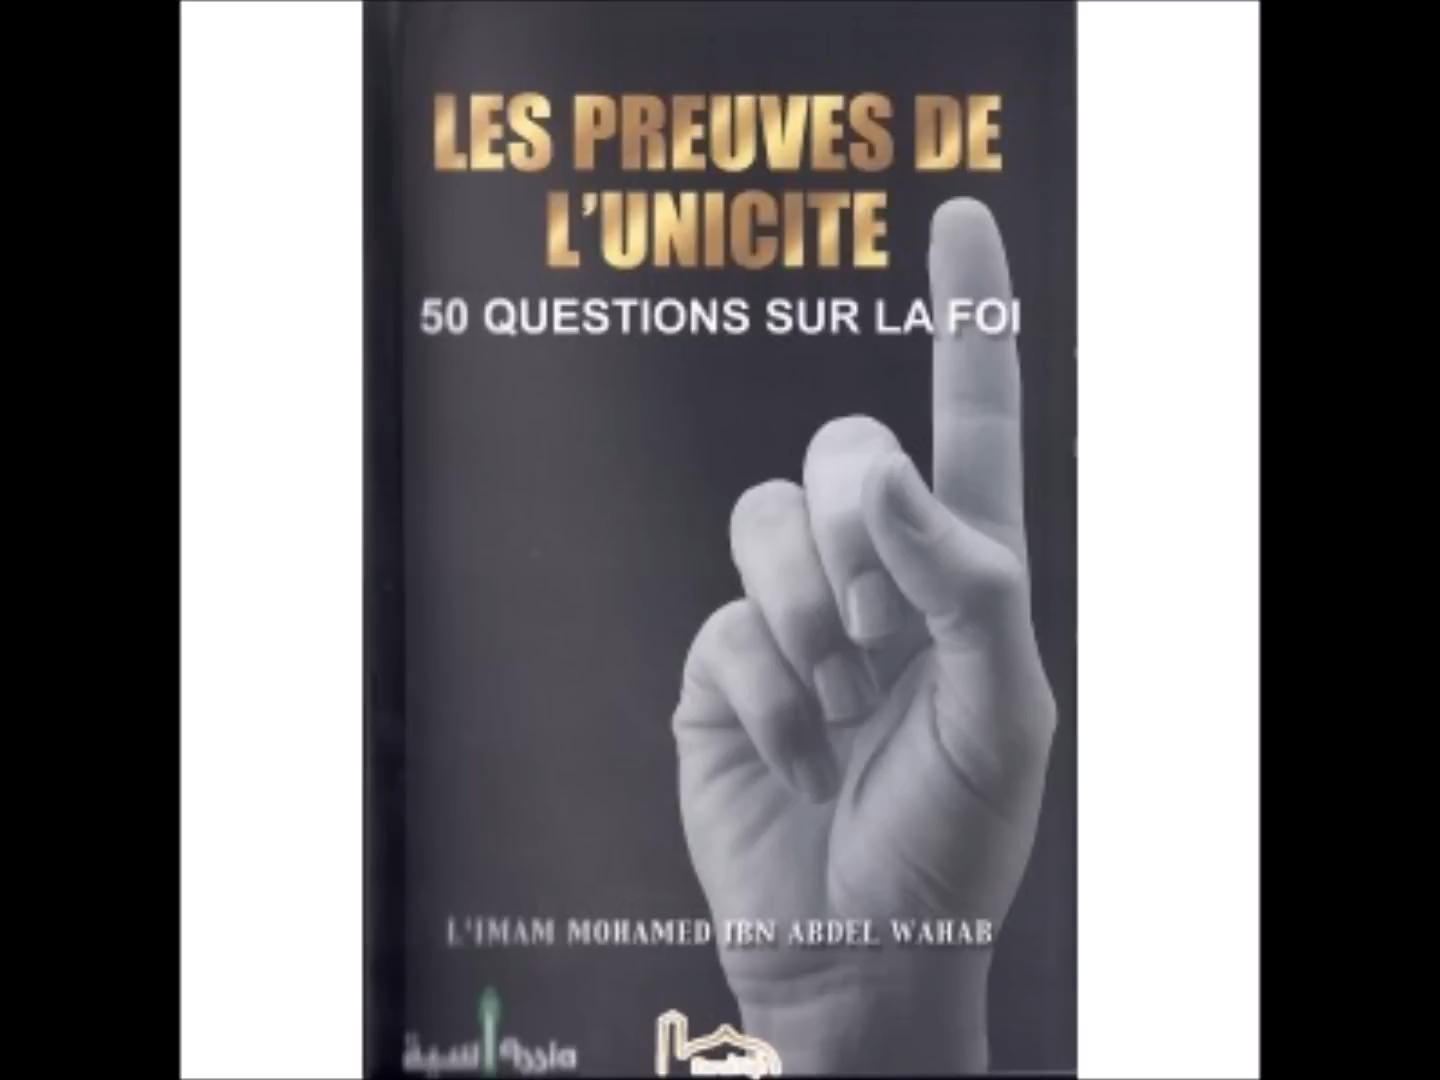 LES PREUVES DE
L'UNICITE
50 QUESTIONS SUR LA FOI
L'IMAM MOHAMED IBN ABDEL WAHAB